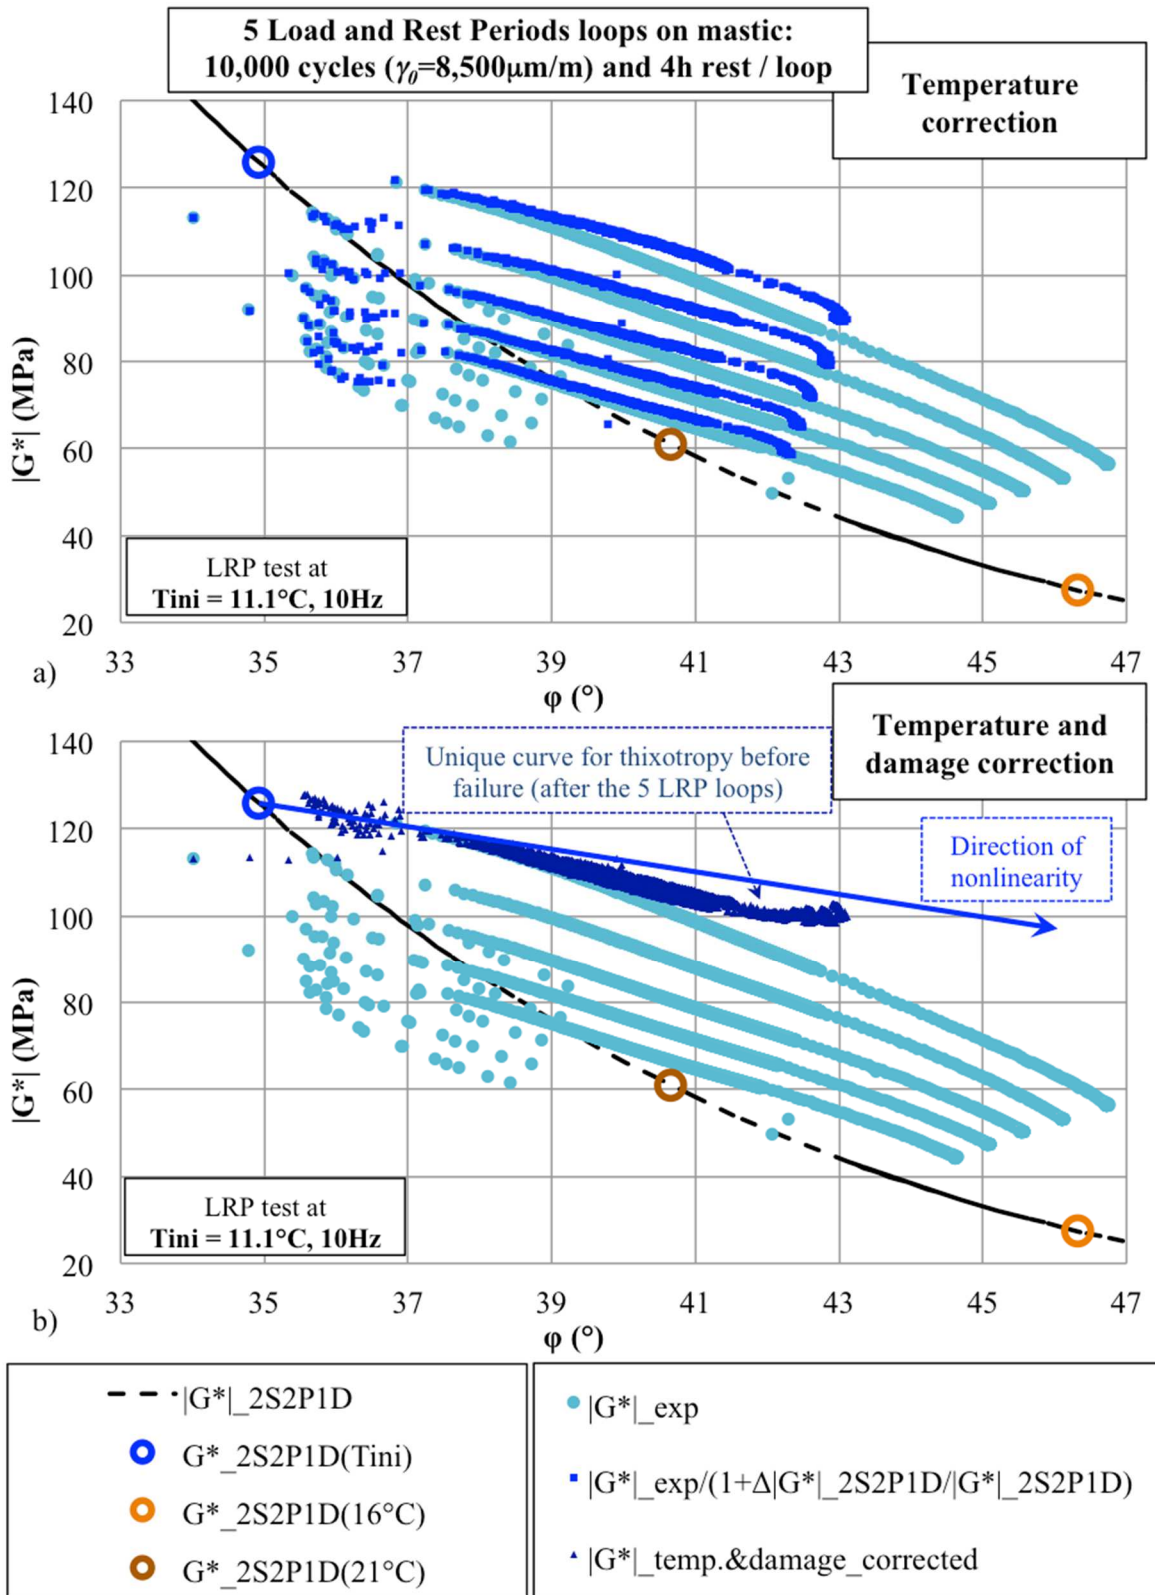 5 Load and Rest Periods loops on mastic:
10,000 cycles (γ0=8,500μm/m) and 4h rest / loop
Temperature
correction
140
120
100
80
60
40
20
|G*| (MPa)
LRP test at
Tini = 11.1°C, 10Hz
33 35 37 39 41 43 45 47
a)
φ (°)
Temperature and
damage correction
Unique curve for thixotropy before
failure (after the 5 LRP loops)
Direction of
nonlinearity
140
120
100
80
60
40
20
|G*| (MPa)
LRP test at
Tini = 11.1°C, 10Hz
33 35 37 39 41 43 45 47
b)
φ (°)
|G*|_2S2P1D
G*_2S2P1D(Tini)
G*_2S2P1D(16°C)
G*_2S2P1D(21°C)
|G*|_exp
|G*|_exp/(1+Δ|G*|_2S2P1D/|G*|_2S2P1D)
|G*|_temp.&damage_corrected